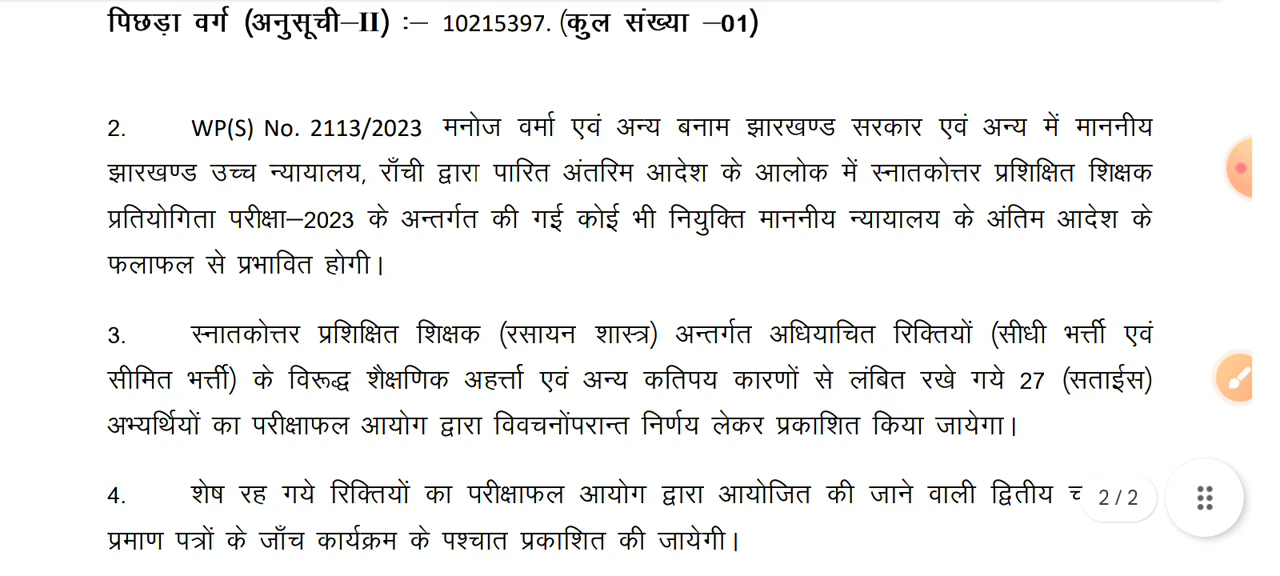 पिछड़ा वर्ग (अनुसूची–II) :– 10215397. (कुल संख्या –01)
2. WP(S) No. 2113/2023 मनोज वर्मा एवं अन्य बनाम झारखण्ड सरकार एवं अन्य में माननीय
झारखण्ड उच्च न्यायालय, राँची द्वारा पारित अंतरिम आदेश के आलोक में स्नातकोत्तर प्रशिक्षित शिक्षक
प्रतियोगिता परीक्षा–2023 के अन्तर्गत की गई कोई भी नियुक्ति माननीय न्यायालय के अंतिम आदेश के
फलाफल से प्रभावित होगी।
3. स्नातकोत्तर प्रशिक्षित शिक्षक (रसायन शास्त्र) अन्तर्गत अधियाचित रिक्तियों (सीधी भर्त्ती एवं
सीमित भर्त्ती) के विरूद्ध शैक्षणिक अहर्त्ता एवं अन्य कतिपय कारणों से लंबित रखे गये 27 (सताईस)
अभ्यर्थियों का परीक्षाफल आयोग द्वारा विवचनोंपरान्त निर्णय लेकर प्रकाशित किया जायेगा।
4. शेष रह गये रिक्तियों का परीक्षाफल आयोग द्वारा आयोजित की जाने वाली द्वितीय 2 / 2
प्रमाण पत्रों के जाँच कार्यक्रम के पश्चात प्रकाशित की जायेगी।